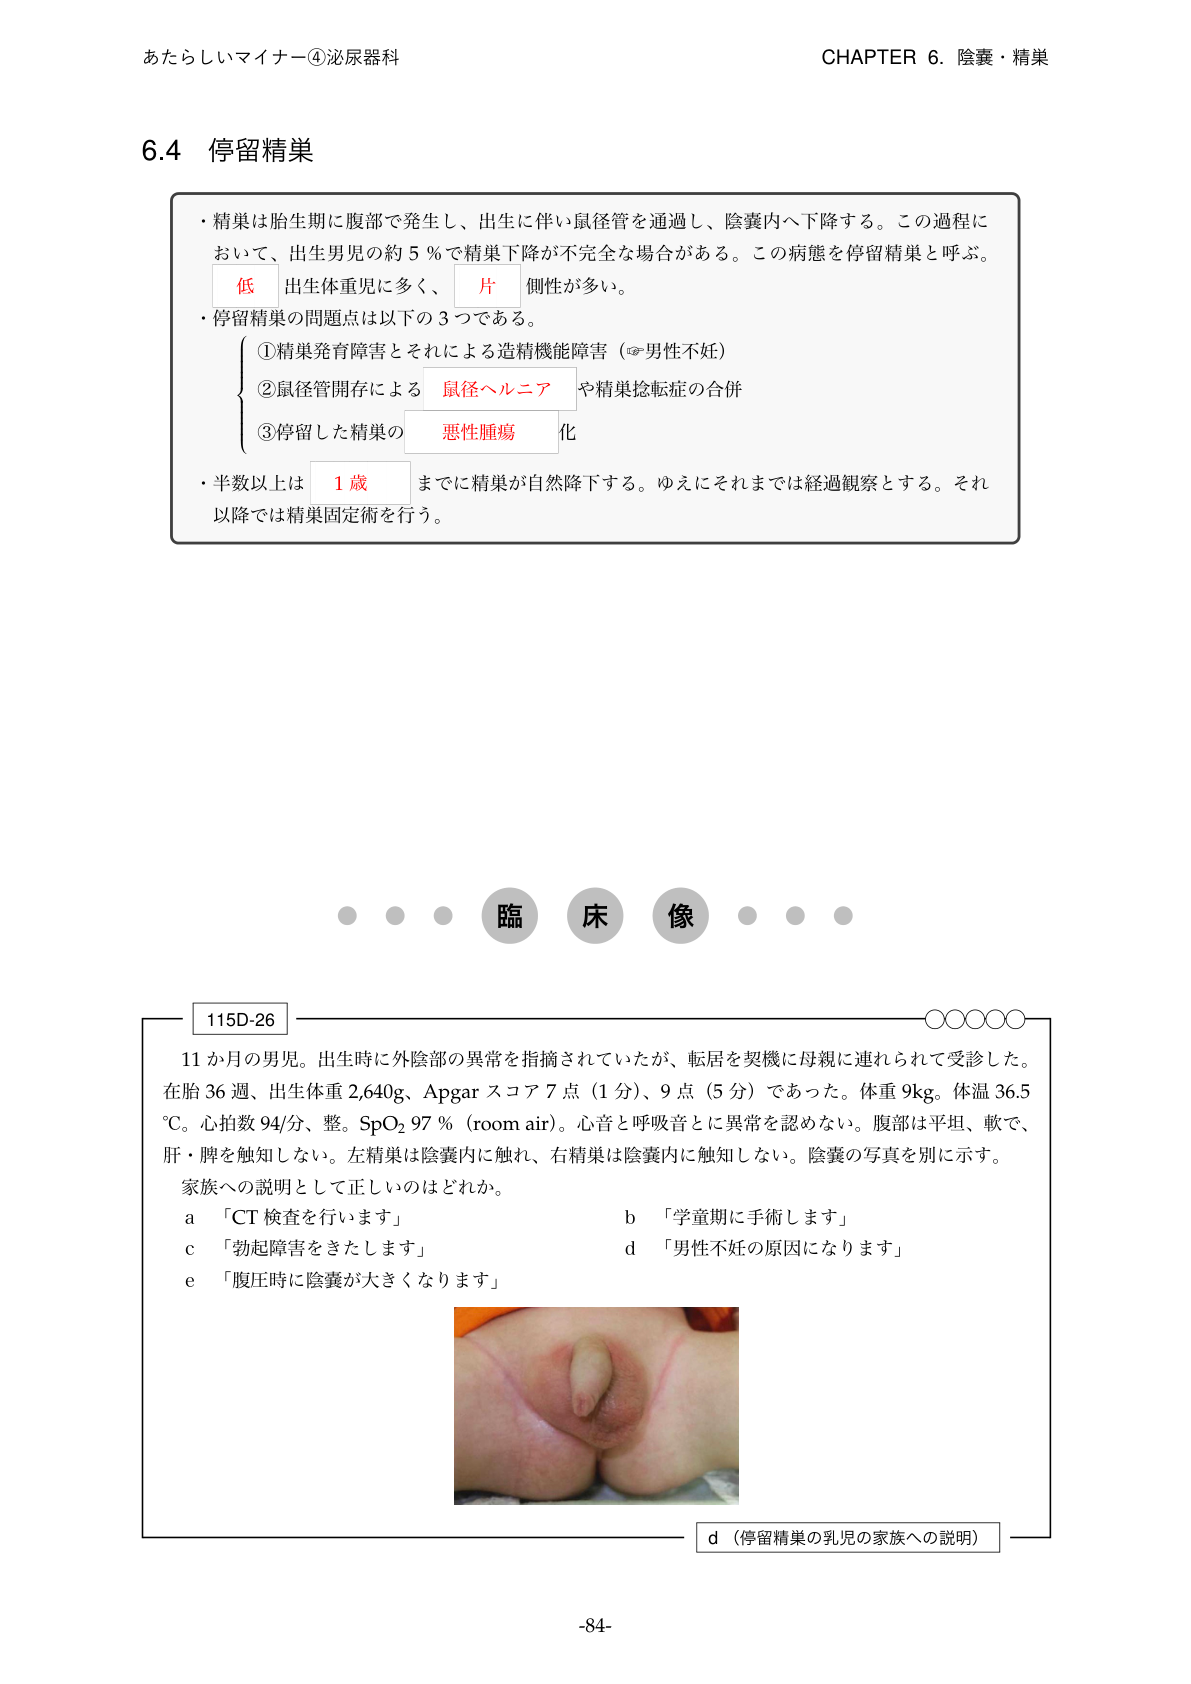 あたらしいマイナー④泌尿器科
CHAPTER 6. 陰嚢・精巣
6.4 停留精巣
・精巣は胎生期に腹部で発生し、出生に伴い鼠径管を通過し、陰嚢内へ下降する。この過程に
おいて、出生男児の約 5 %で精巣下降が不完全な場合がある。この病態を停留精巣と呼ぶ。
低 出生体重児に多く、 片 側性が多い。
・停留精巣の問題点は以下の 3 つである。
①精巣発育障害とそれによる造精機能障害（☞男性不妊）
②鼠径管開存による 鼠径ヘルニア や精巣捻転症の合併
③停留した精巣の 悪性腫瘍 化
・半数以上は 1 歳 までに精巣が自然降下する。ゆえにそれまでは経過観察とする。それ
以降では精巣固定術を行う。
臨床像
115D-26
11 か月の男児。出生時に外陰部の異常を指摘されていたが、転居を契機に母親に連れられて受診した。
在胎 36 週、出生体重 2,640g、Apgar スコア 7 点（1 分）、9 点（5 分）であった。体重 9kg。体温 36.5
℃。心拍数 94/分、整。SpO₂ 97 %（room air）。心音と呼吸音とに異常を認めない。腹部は平坦、軟で、
肝・脾を触知しない。左精巣は陰嚢内に触れ、右精巣は陰嚢内に触知しない。陰嚢の写真を別に示す。
家族への説明として正しいのはどれか。
a 「CT 検査を行います」 b 「学童期に手術します」
c 「勃起障害をきたします」 d 「男性不妊の原因になります」
e 「腹圧時に陰嚢が大きくなります」
d （停留精巣の乳児の家族への説明）
-84-